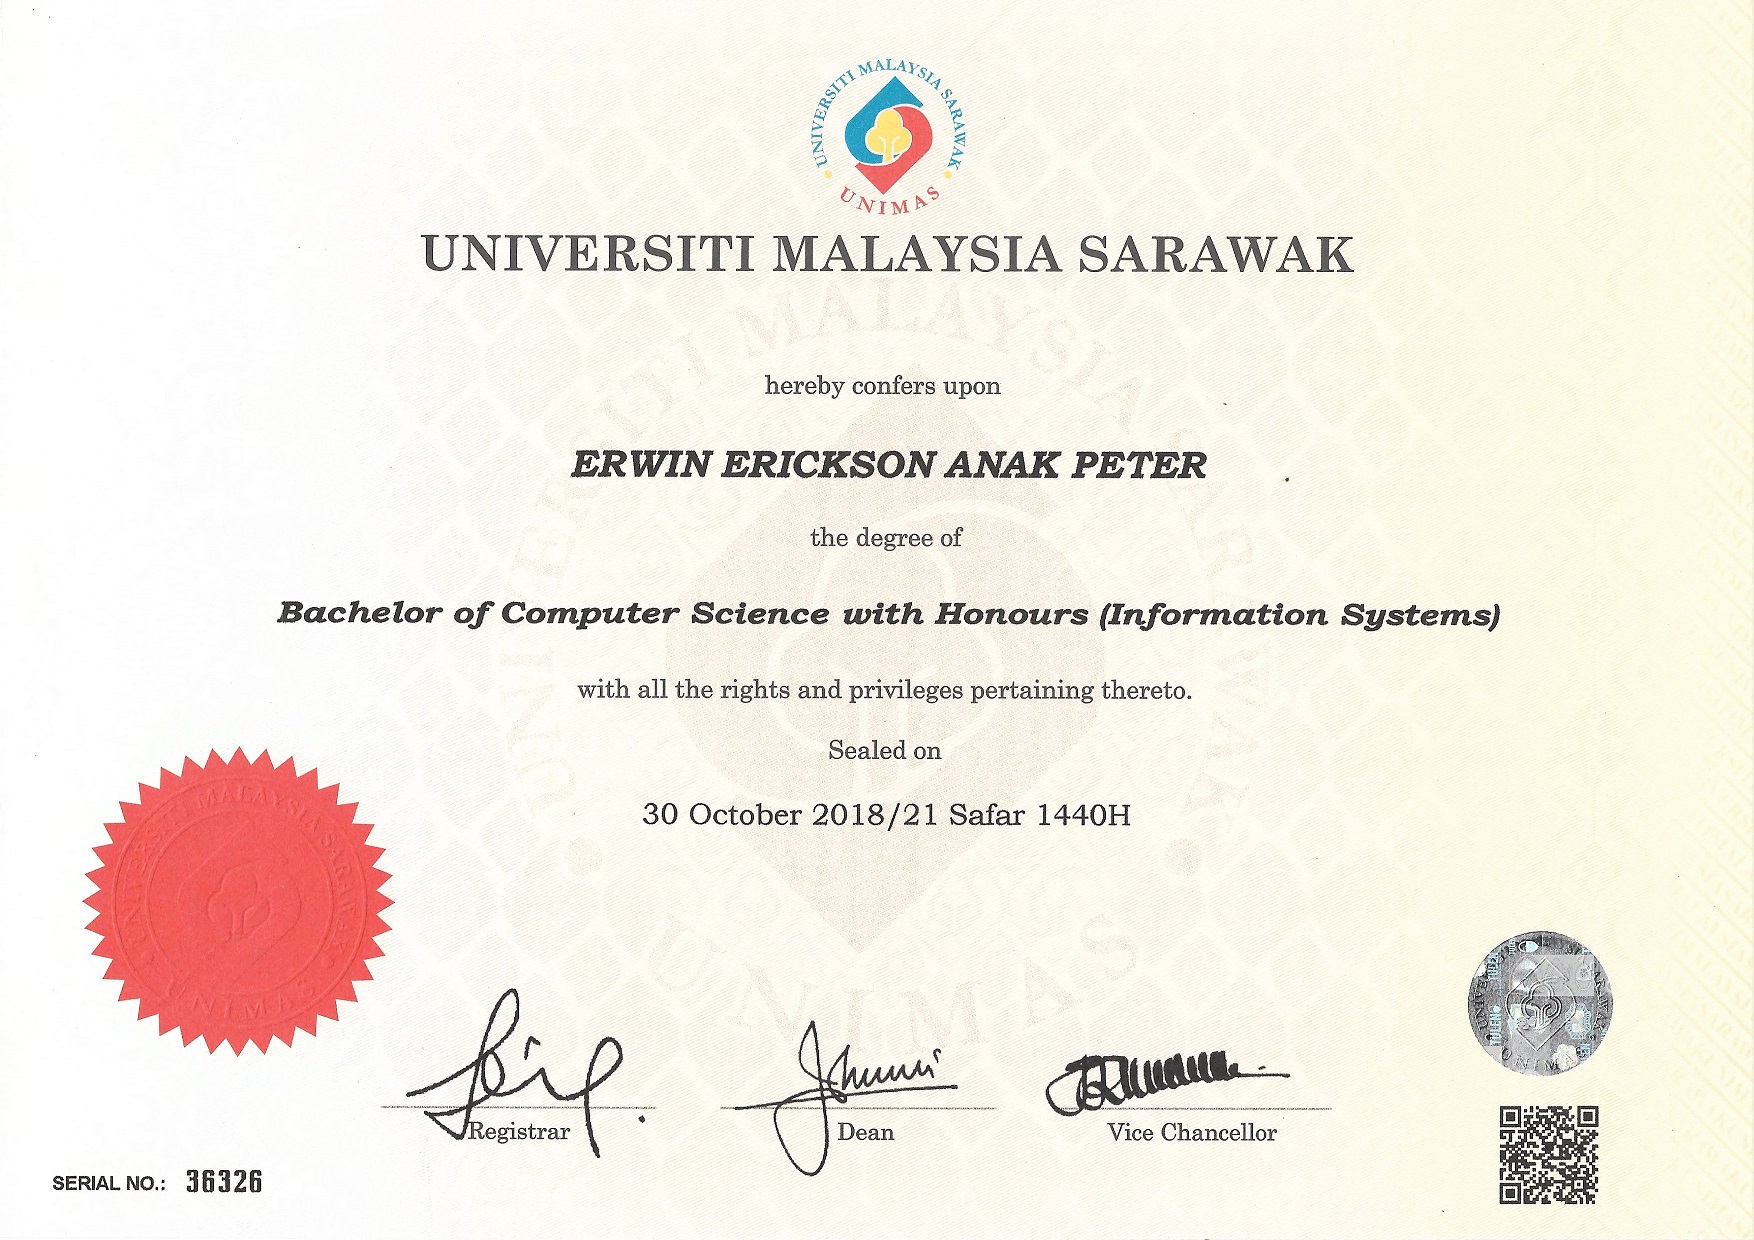 UNIVERSITI MALAYSIA SARAWAK
UNIMAS
UNIVERSITI MALAYSIA SARAWAK
hereby confers upon
ERWIN ERICKSON ANAK PETER
the degree of
Bachelor of Computer Science with Honours (Information Systems)
with all the rights and privileges pertaining thereto.
Sealed on
30 October 2018/21 Safar 1440H
UNIVERSITI MALAYSIA SARAWAK
UNIMAS
Registrar
Dean
Vice Chancellor
SERIAL NO.: 36326